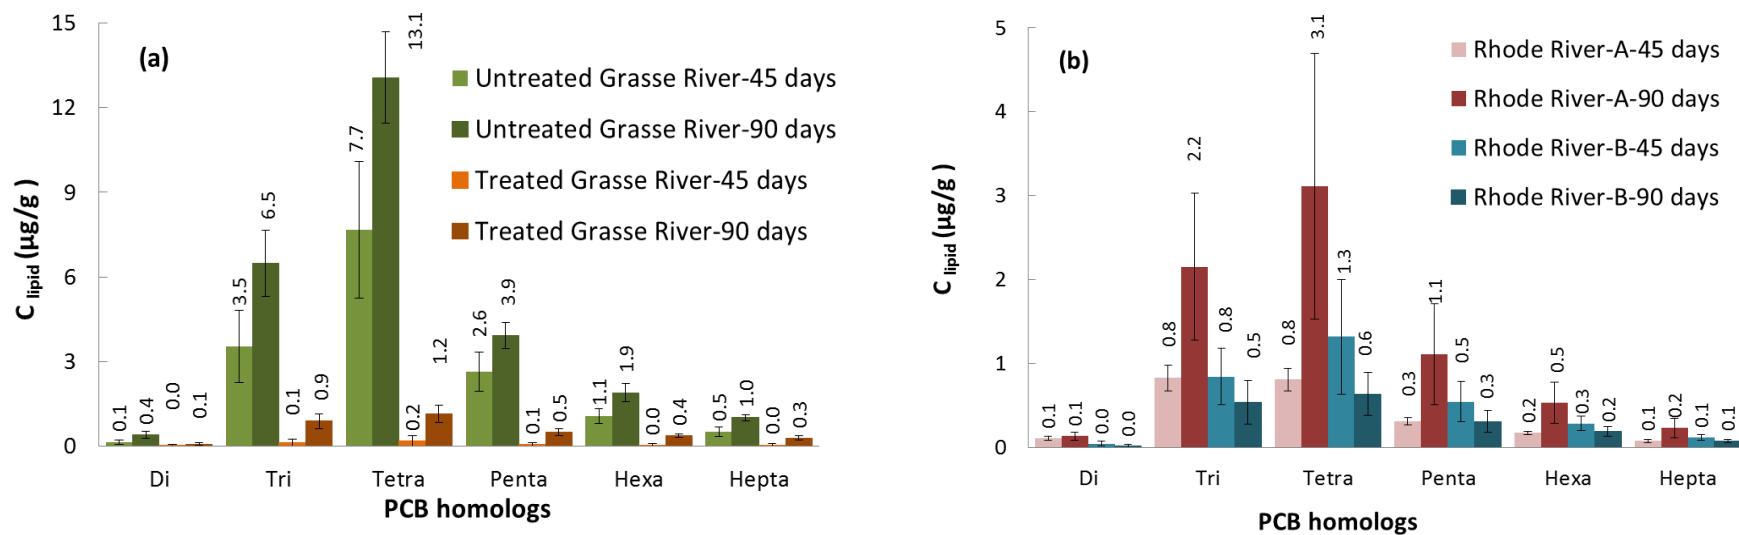 (a)
15
12
9
6
3
0
C lipid (µg/g )
Untreated Grasse River-45 days
Untreated Grasse River-90 days
Treated Grasse River-45 days
Treated Grasse River-90 days
0.1 0.4 0.0 0.1
3.5 6.5 0.1 0.9
7.7 13.1 0.2 1.2
2.6 3.9 0.1 0.5
1.1 1.9 0.0 0.4
0.5 1.0 0.0 0.3
Di Tri Tetra Penta Hexa Hepta
PCB homologs
(b)
5
4
3
2
1
0
C lipid (µg/g )
Rhode River-A-45 days
Rhode River-A-90 days
Rhode River-B-45 days
Rhode River-B-90 days
0.1 0.1 0.0 0.0
0.8 2.2 0.8 0.5
0.8 3.1 1.3 0.6
0.3 1.1 0.5 0.3
0.2 0.5 0.3 0.2
0.1 0.2 0.1 0.1
Di Tri Tetra Penta Hexa Hepta
PCB homologs